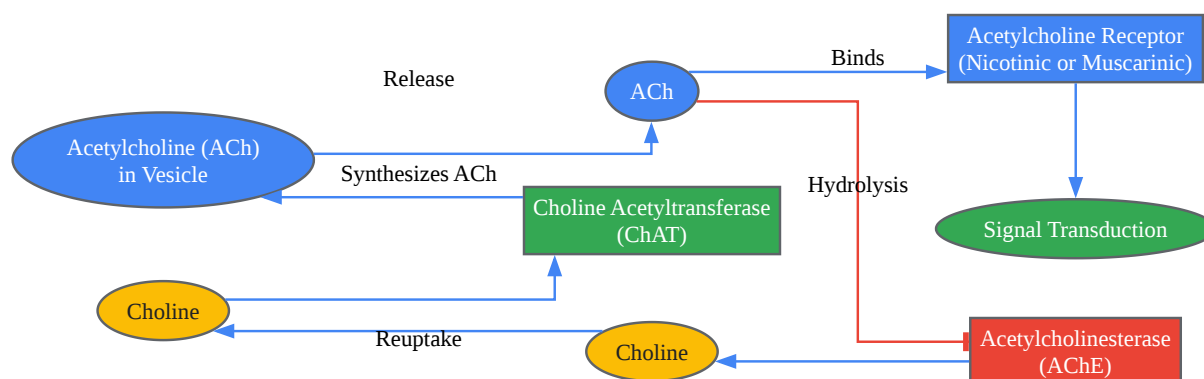 Acetylcholine Receptor
(Nicotinic or Muscarinic)
Binds
Release
ACh
Acetylcholine (ACh)
in Vesicle
Synthesizes ACh
Hydrolysis
Choline Acetyltransferase
(ChAT)
Signal Transduction
Choline
Reuptake
Choline
Acetylcholinesterase
(AChE)